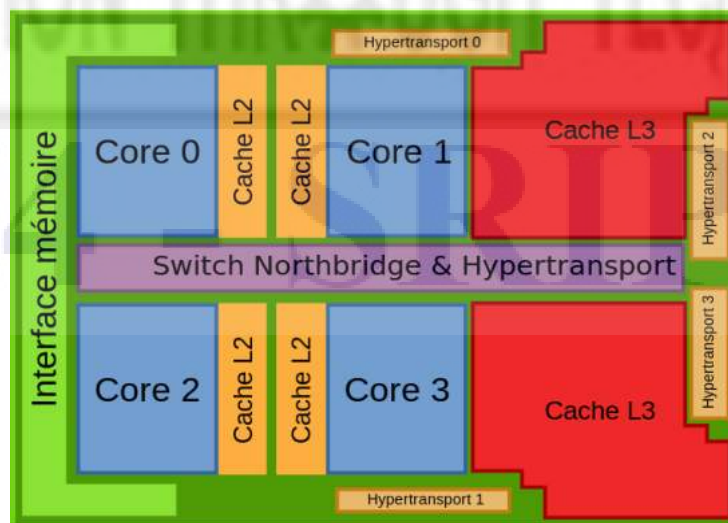 Hypertransport 0
Core 0
Cache L2
Cache L2
Core 1
Cache L3
Hypertransport 2
Interface mémoire
Switch Northbridge & Hypertransport
Core 2
Cache L2
Cache L2
Core 3
Cache L3
Hypertransport 3
Hypertransport 1